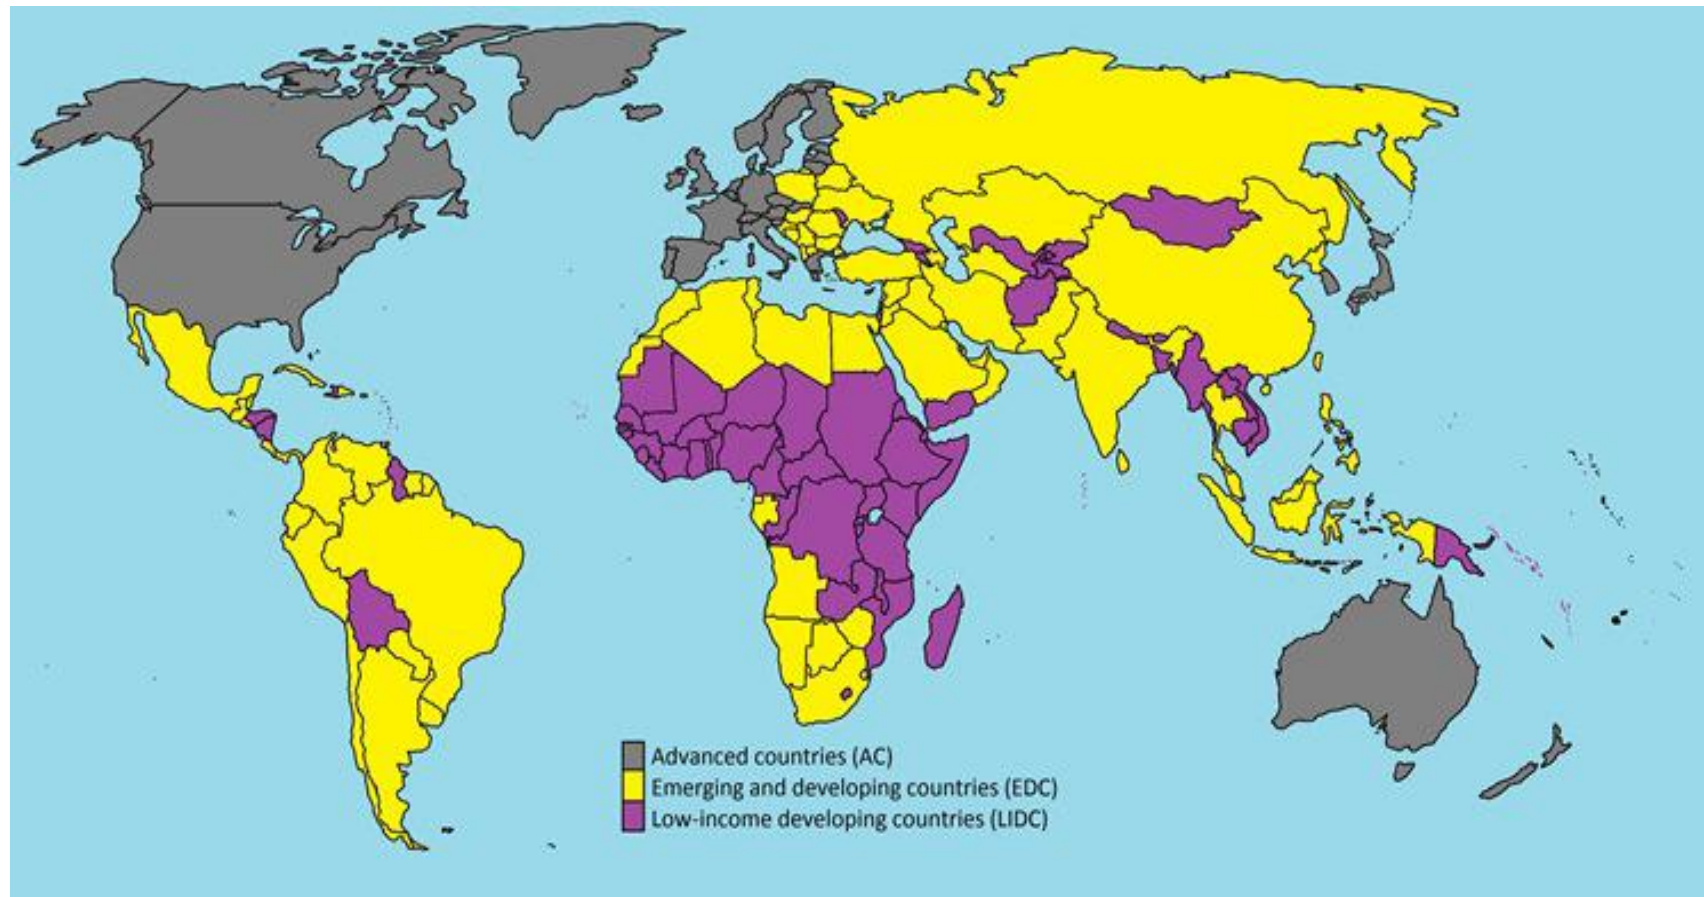 Advanced countries (AC)
Emerging and developing countries (EDC)
Low-income developing countries (LIDC)